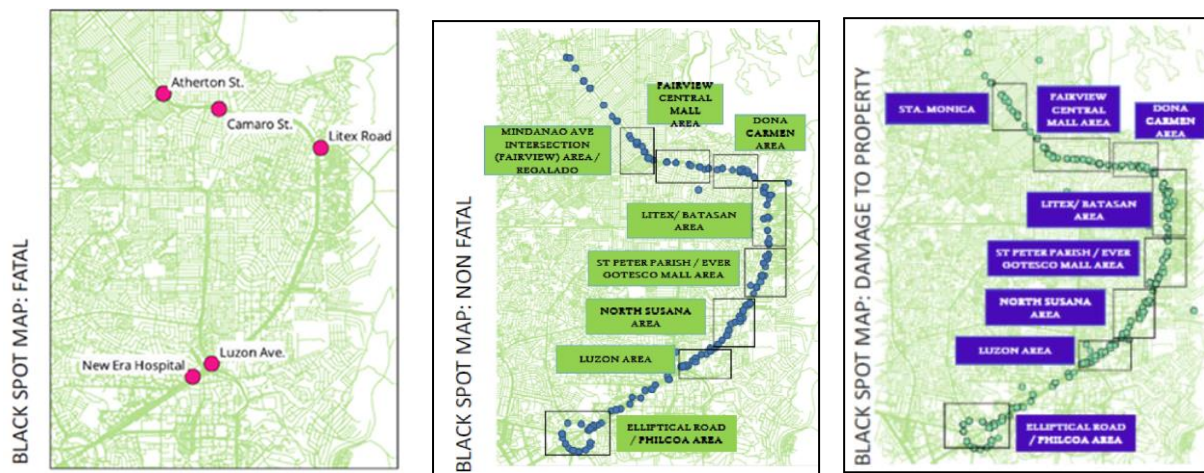 BLACK SPOT MAP: FATAL
Atherton St.
Camaro St.
Litex Road
Luzon Ave.
New Era Hospital
BLACK SPOT MAP: NON FATAL
FAIRVIEW
CENTRAL
MALL
AREA
DONA
CARMEN
AREA
MINDANAO AVE
INTERSECTION
(FAIRVIEW) AREA /
REGALADO
LITEX/ BATASAN
AREA
ST PETER PARISH / EVER
GOTESCO MALL AREA
NORTH SUSANA
AREA
LUZON AREA
ELLIPTICAL ROAD
/ PHILCOA AREA
BLACK SPOT MAP: DAMAGE TO PROPERTY
STA. MONICA
FAIRVIEW
CENTRAL
MALL AREA
DONA
CARMEN
AREA
LITEX/ BATASAN
AREA
ST PETER PARISH / EVER
GOTESCO MALL AREA
NORTH SUSANA
AREA
LUZON AREA
ELLIPTICAL ROAD
/ PHILCOA AREA